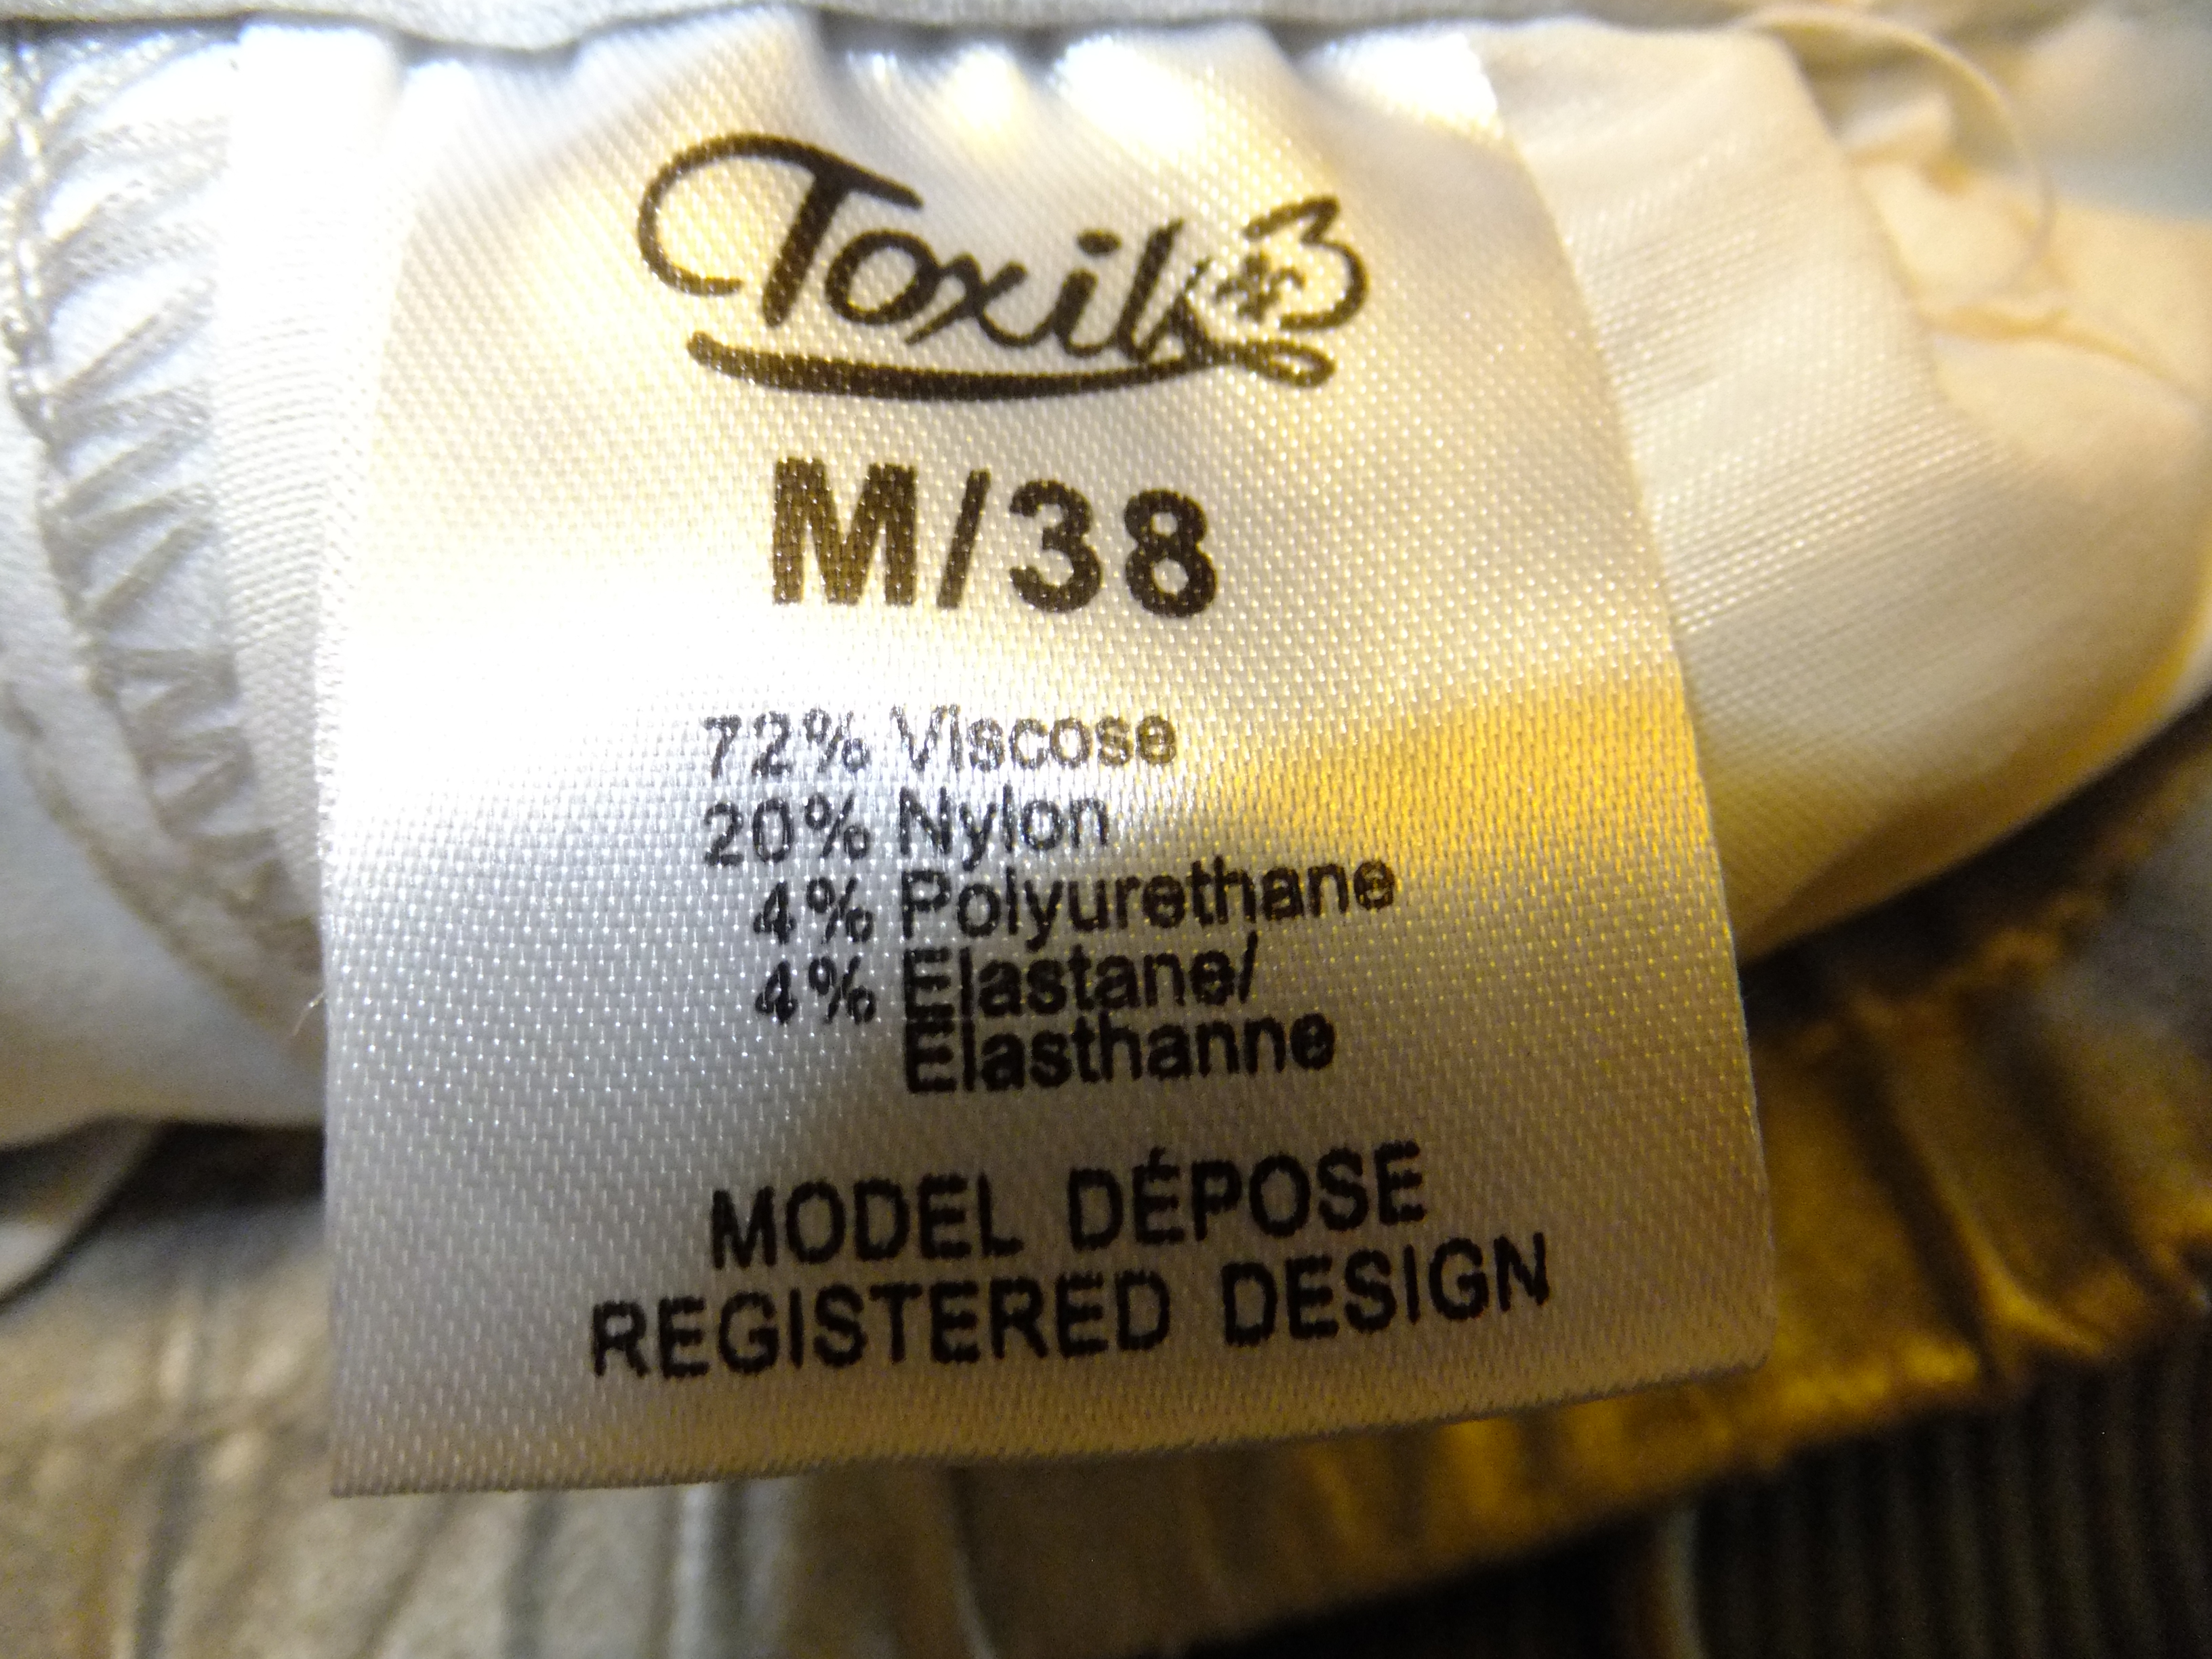 Toxik3
M/38
72% Viscose
20% Nylon
4% Polyurethane
4% Elastane/
Elasthanne
MODEL DÉPOSE
REGISTERED DESIGN